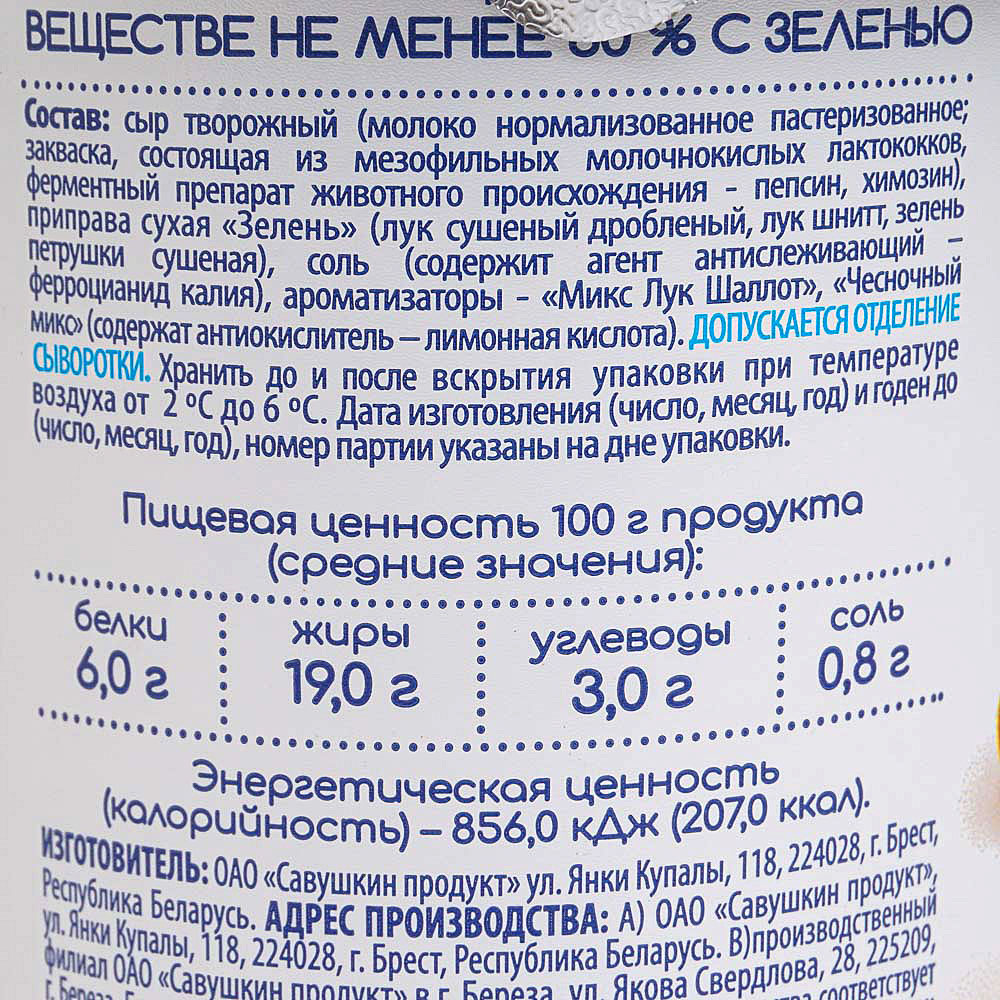 ВЕЩЕСТВЕ НЕ МЕНЕЕ 60 % С ЗЕЛЕНЬЮ
Состав: сыр творожный (молоко нормализованное пастеризованное;
закваска, состоящая из мезофильных молочнокислых лактококков,
ферментный препарат животного происхождения - пепсин, химозин),
приправа сухая «Зелень» (лук сушеный дробленый, лук шнитт, зелень
петрушки сушеная), соль (содержит агент антислеживающий –
ферроцианид калия), ароматизаторы - «Микс Лук Шаллот», «Чесночный
микс» (содержат антиокислитель – лимонная кислота). ДОПУСКАЕТСЯ ОТДЕЛЕНИЕ
СЫВОРОТКИ. Хранить до и после вскрытия упаковки при температуре
воздуха от 2 ºС до 6 ºС. Дата изготовления (число, месяц, год) и годен до
(число, месяц, год), номер партии указаны на дне упаковки.
Пищевая ценность 100 г продукта
(средние значения):
белки жиры углеводы соль
6,0 г 19,0 г 3,0 г 0,8 г
Энергетическая ценность
(калорийность) – 856,0 кДж (207,0 ккал).
ИЗГОТОВИТЕЛЬ: ОАО «Савушкин продукт» ул. Янки Купалы, 118, 224028, г. Брест,
Республика Беларусь. АДРЕС ПРОИЗВОДСТВА: А) ОАО «Савушкин продукт»,
ул. Янки Купалы, 118, 224028, г. Брест, Республика Беларусь. В)производственный
филиал ОАО «Савушкин продукт» в г. Береза, ул. Якова Свердлова, 28, 225209,
г. Береза, соответствует